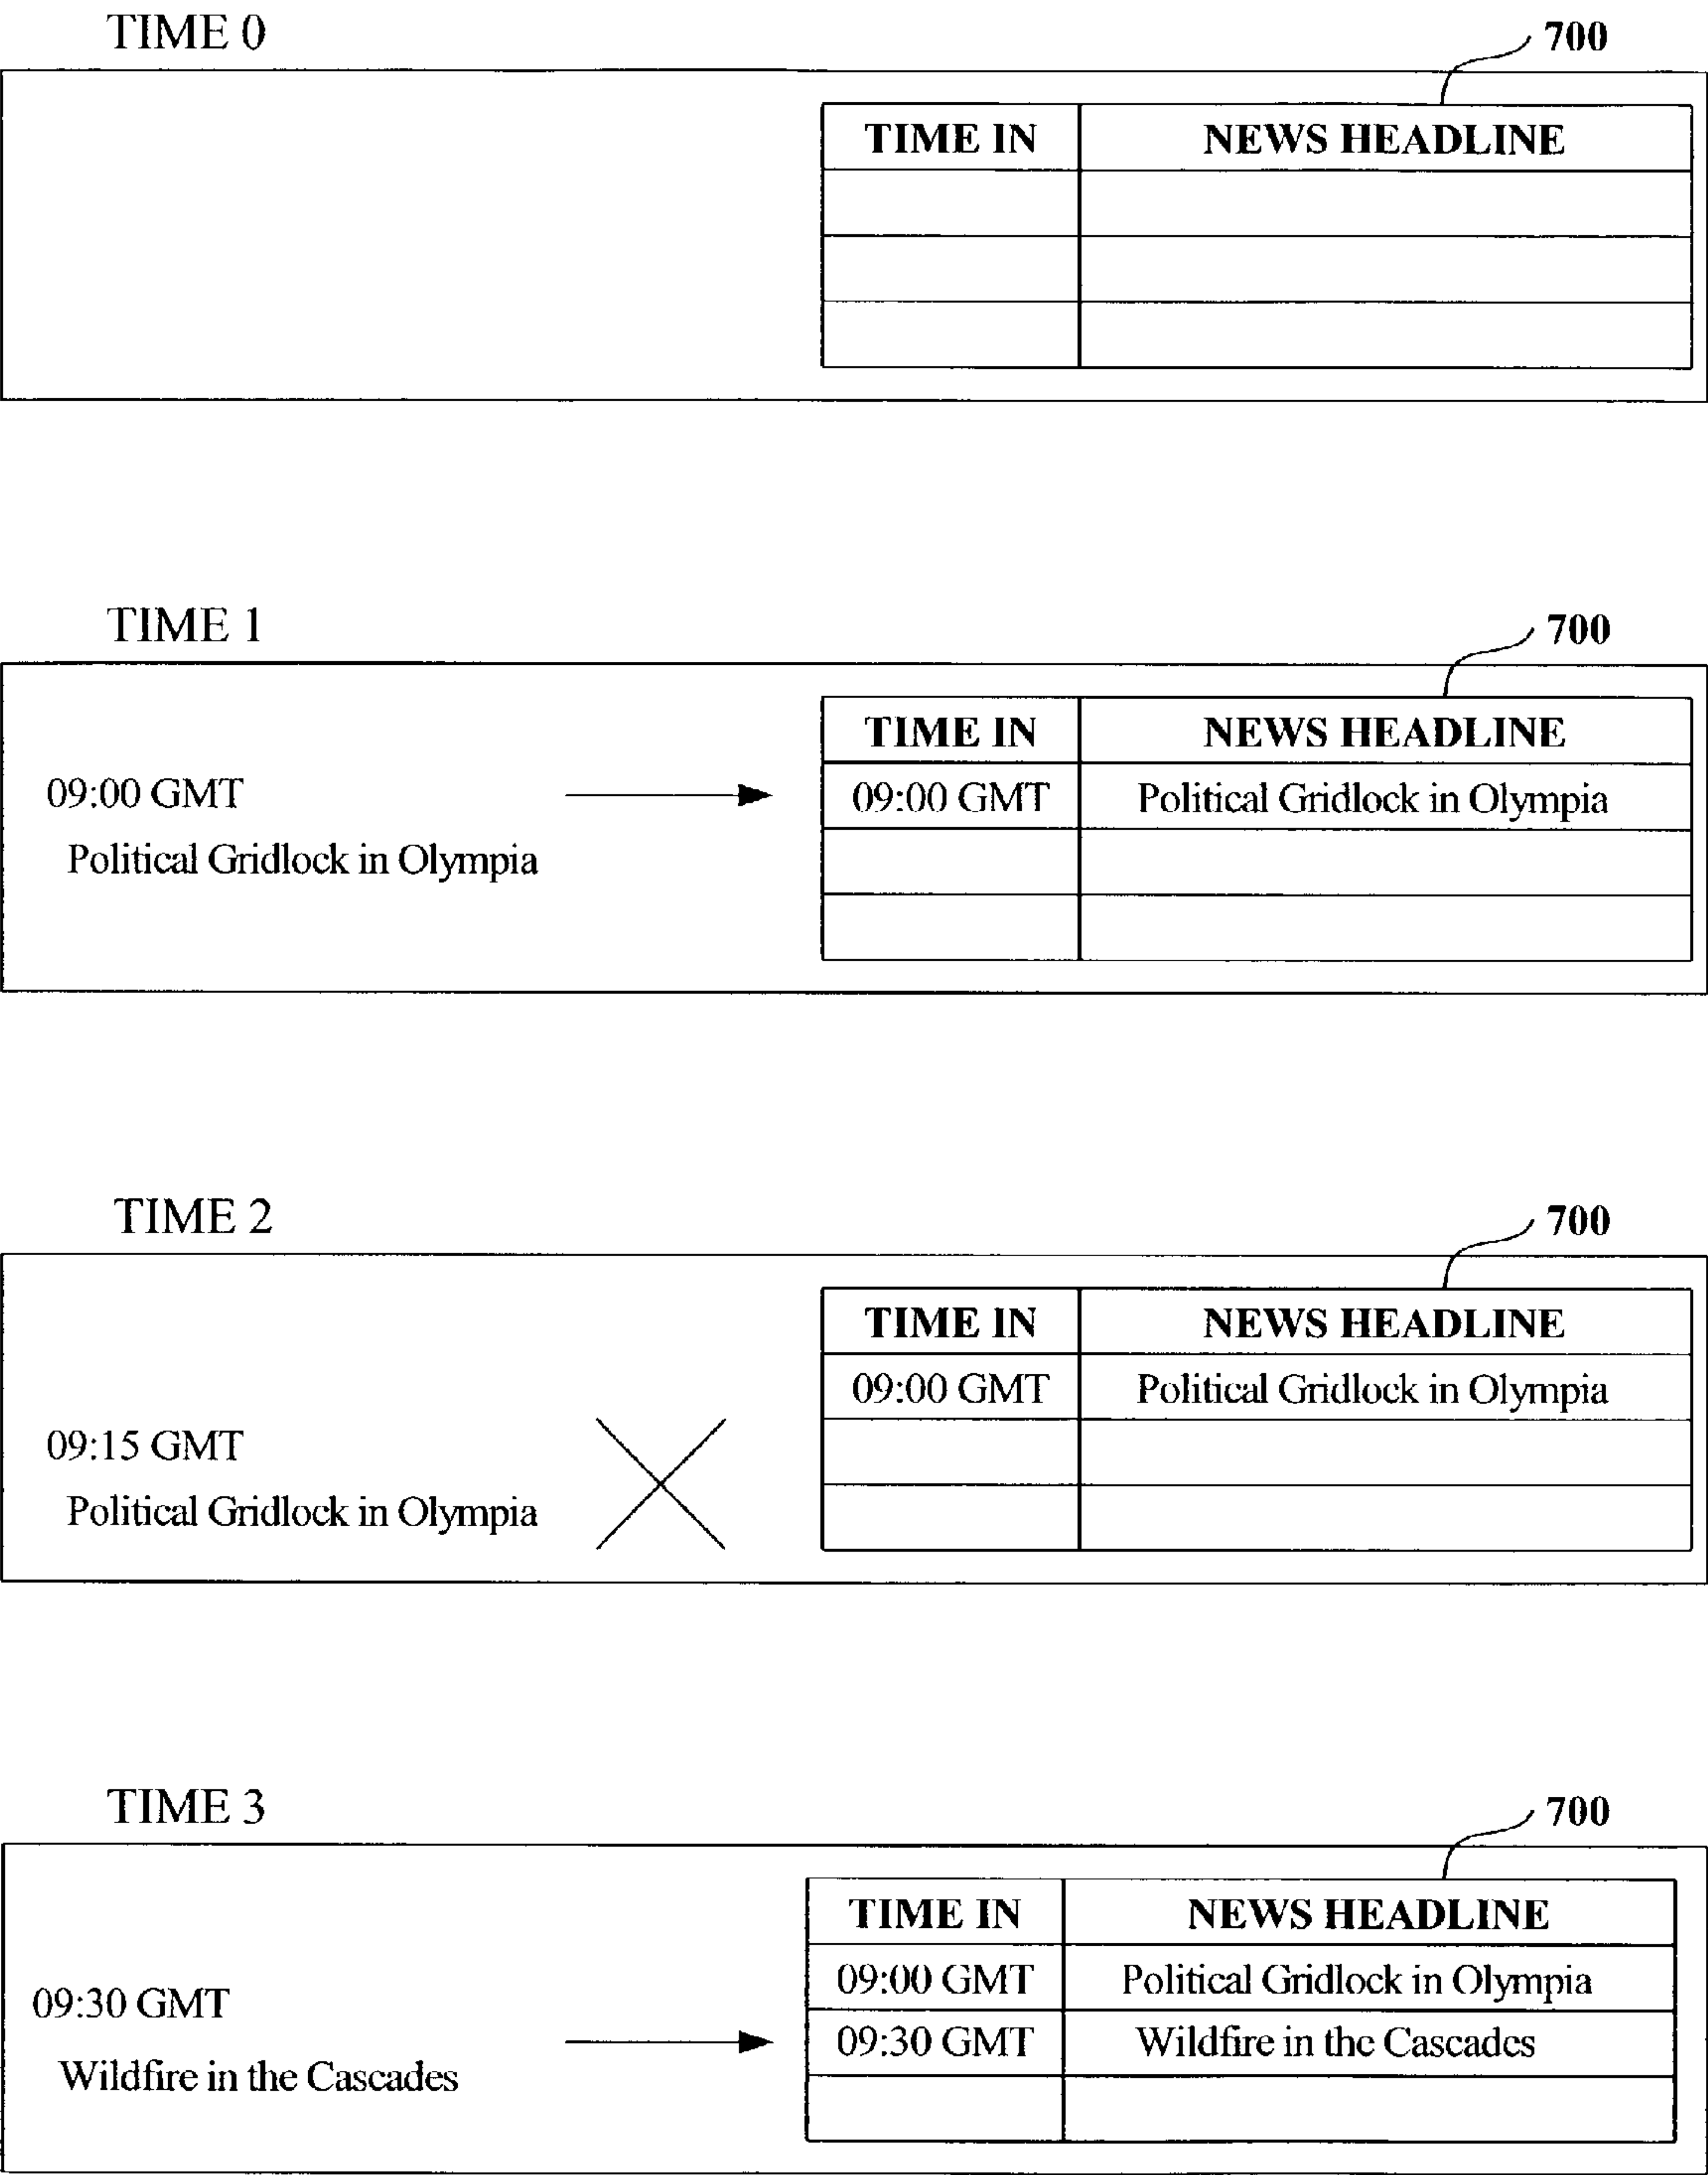 TIME 0
700
TIME IN NEWS HEADLINE
TIME 1
700
TIME IN NEWS HEADLINE
09:00 GMT
09:00 GMT Political Gridlock in Olympia
Political Gridlock in Olympia
TIME 2
700
TIME IN NEWS HEADLINE
09:00 GMT Political Gridlock in Olympia
09:15 GMT
Political Gridlock in Olympia
TIME 3
700
TIME IN NEWS HEADLINE
09:00 GMT Political Gridlock in Olympia
09:30 GMT
09:30 GMT Wildfire in the Cascades
Wildfire in the Cascades